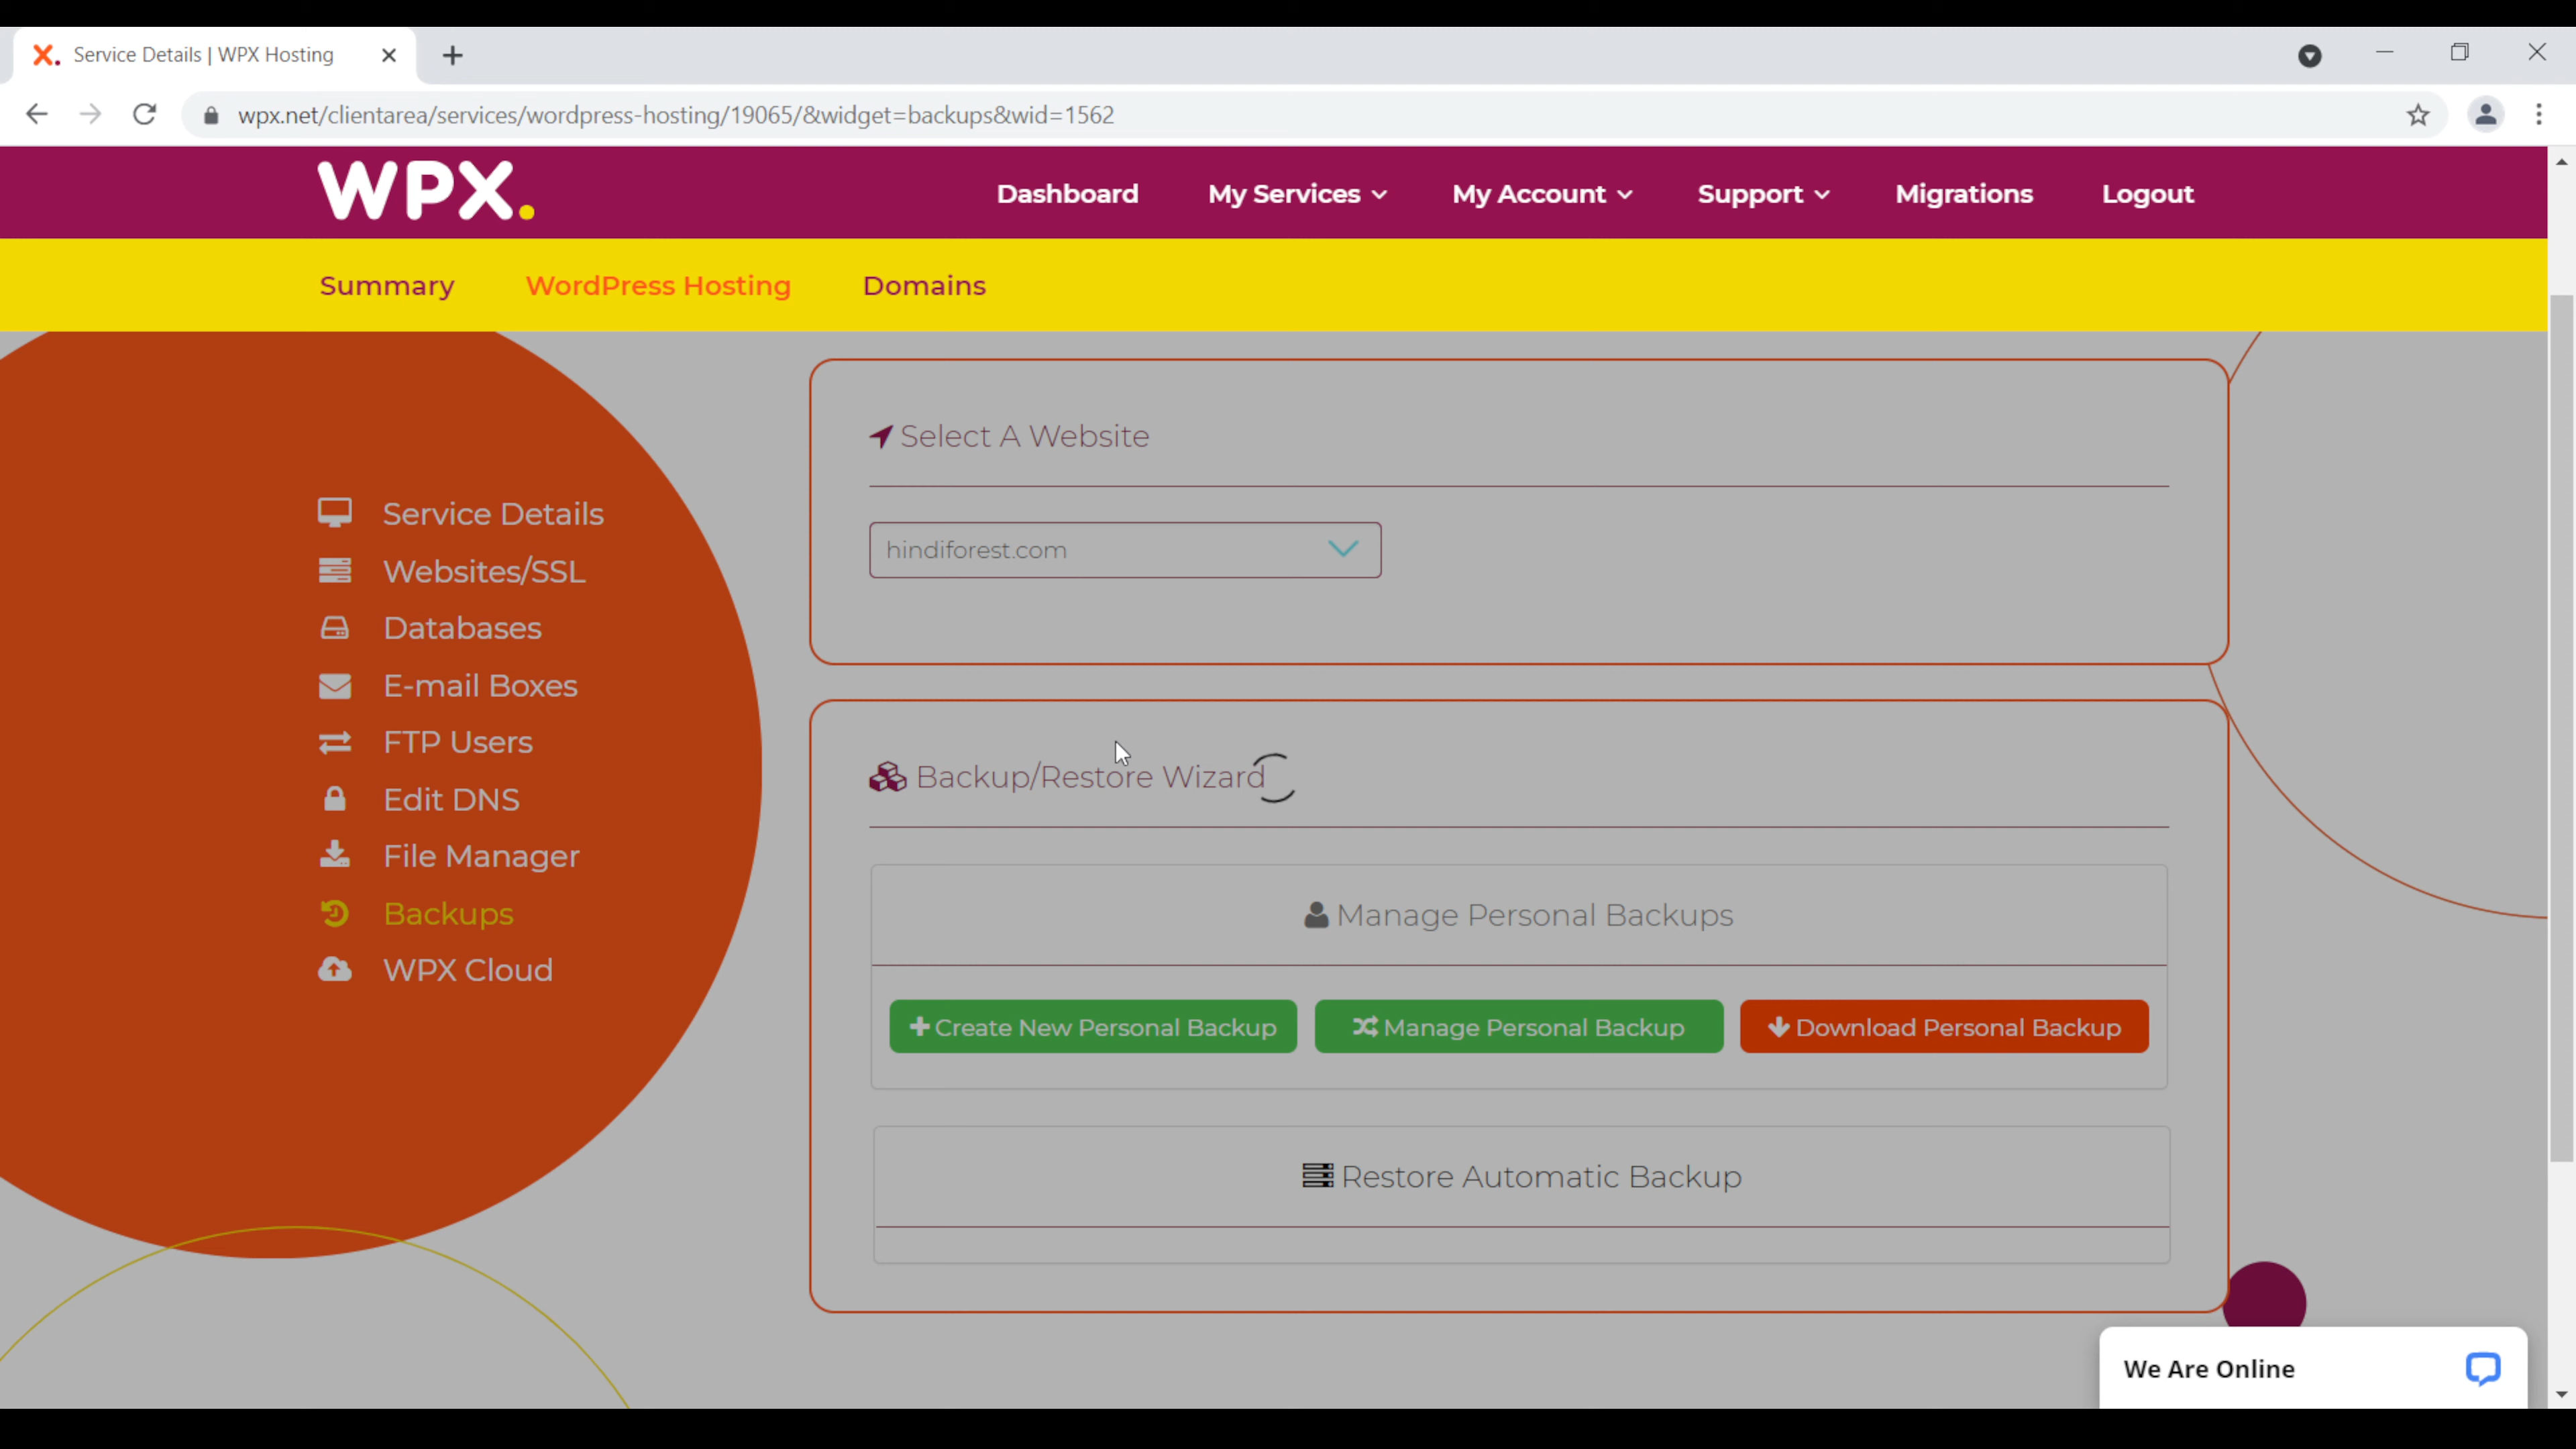 Service Details | WPX Hosting
wpx.net/clientarea/services/wordpress-hosting/19065/&widget=backups&wid=1562
WPX.
Dashboard
My Services
My Account
Support
Migrations
Logout
Summary
WordPress Hosting
Domains
Service Details
Websites/SSL
Databases
E-mail Boxes
FTP Users
Edit DNS
File Manager
Backups
WPX Cloud
Select A Website
hindiforest.com
Backup/Restore Wizard
Manage Personal Backups
Create New Personal Backup
Manage Personal Backup
Download Personal Backup
Restore Automatic Backup
We Are Online